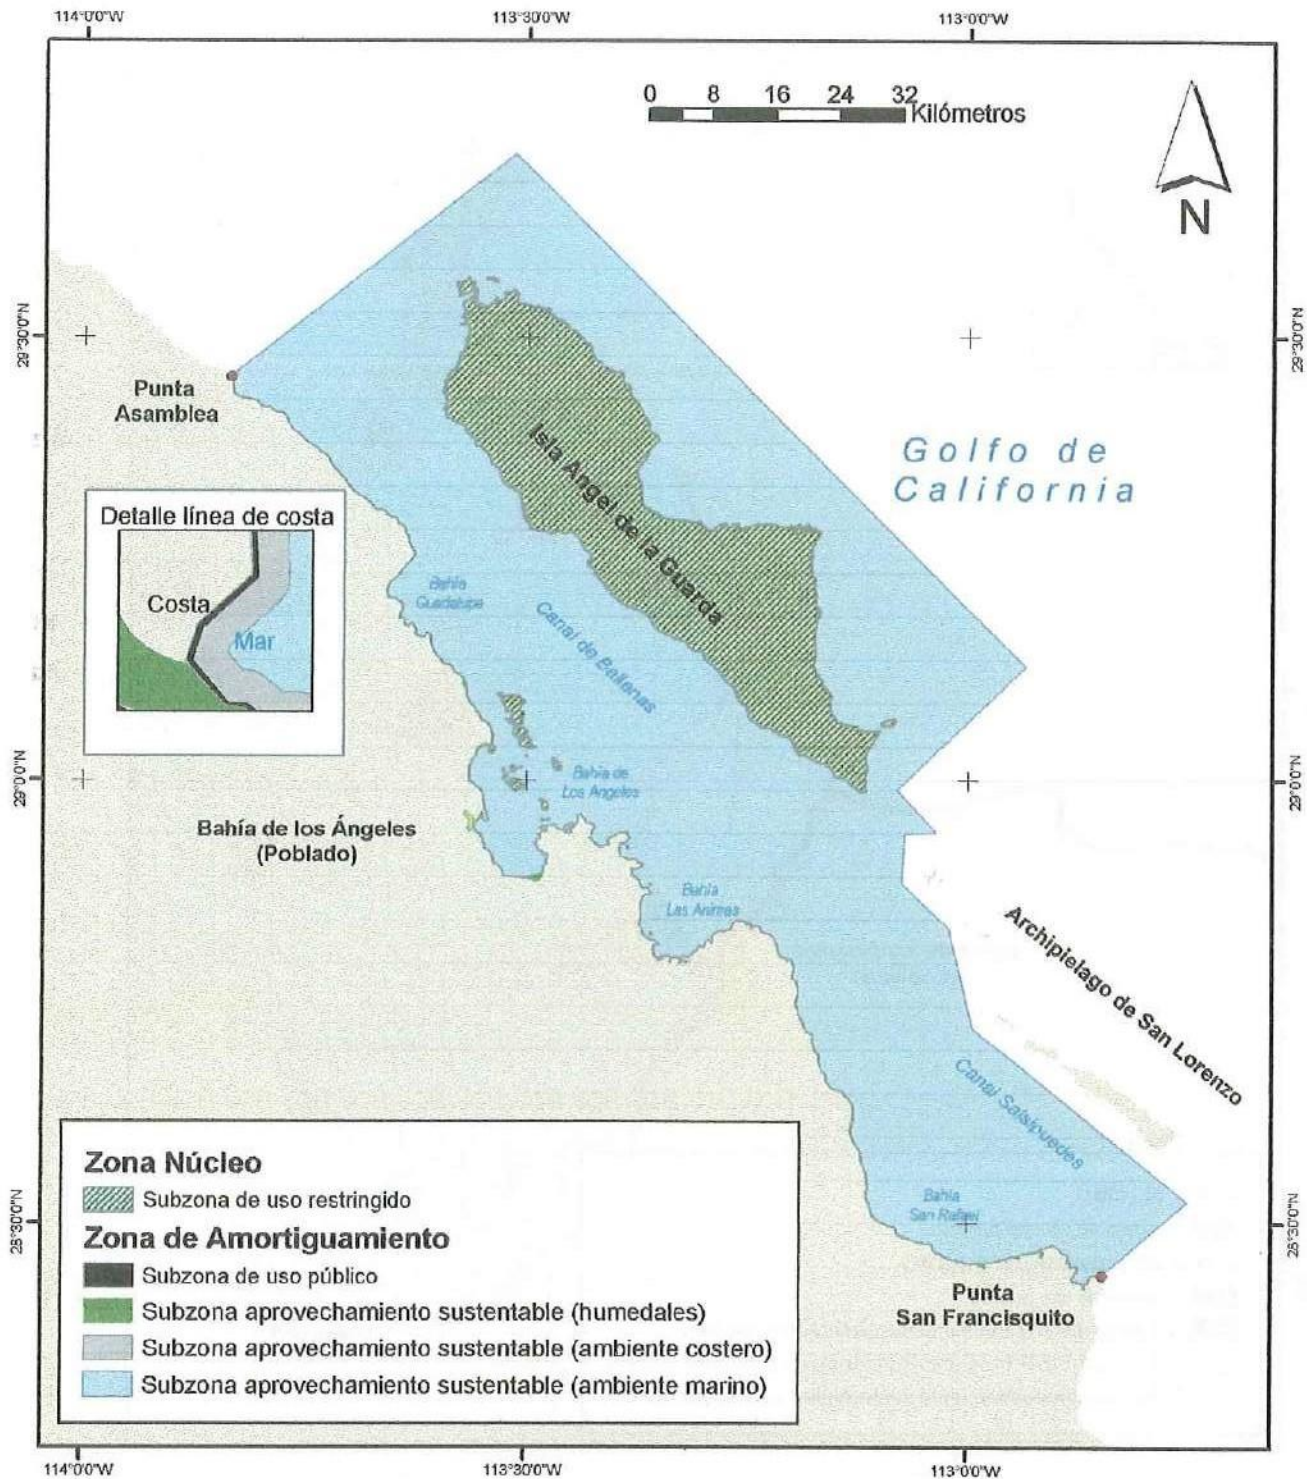 114°0'0"W
113°30'0"W
113°0'0"W
0 8 16 24 32
Kilómetros
N
29°30'0"N
29°30'0"N
Punta
Asamblea
Golfo de
California
Isla Angel de la Guarda
Detalle línea de costa
Costa
Mar
Bahía
Guadalupe
Canal de Ballenas
29°0'0"N
29°0'0"N
Bahía de
Los Angeles
Bahía de los Ángeles
(Poblado)
Bahía
Las Animas
Archipielago de San Lorenzo
Canal Salsipuedes
Zona Núcleo
Subzona de uso restringido
Zona de Amortiguamiento
Subzona de uso público
Subzona aprovechamiento sustentable (humedales)
Subzona aprovechamiento sustentable (ambiente costero)
Subzona aprovechamiento sustentable (ambiente marino)
Bahía
San Rafael
28°30'0"N
28°30'0"N
Punta
San Francisquito
114°0'0"W
113°30'0"W
113°0'0"W